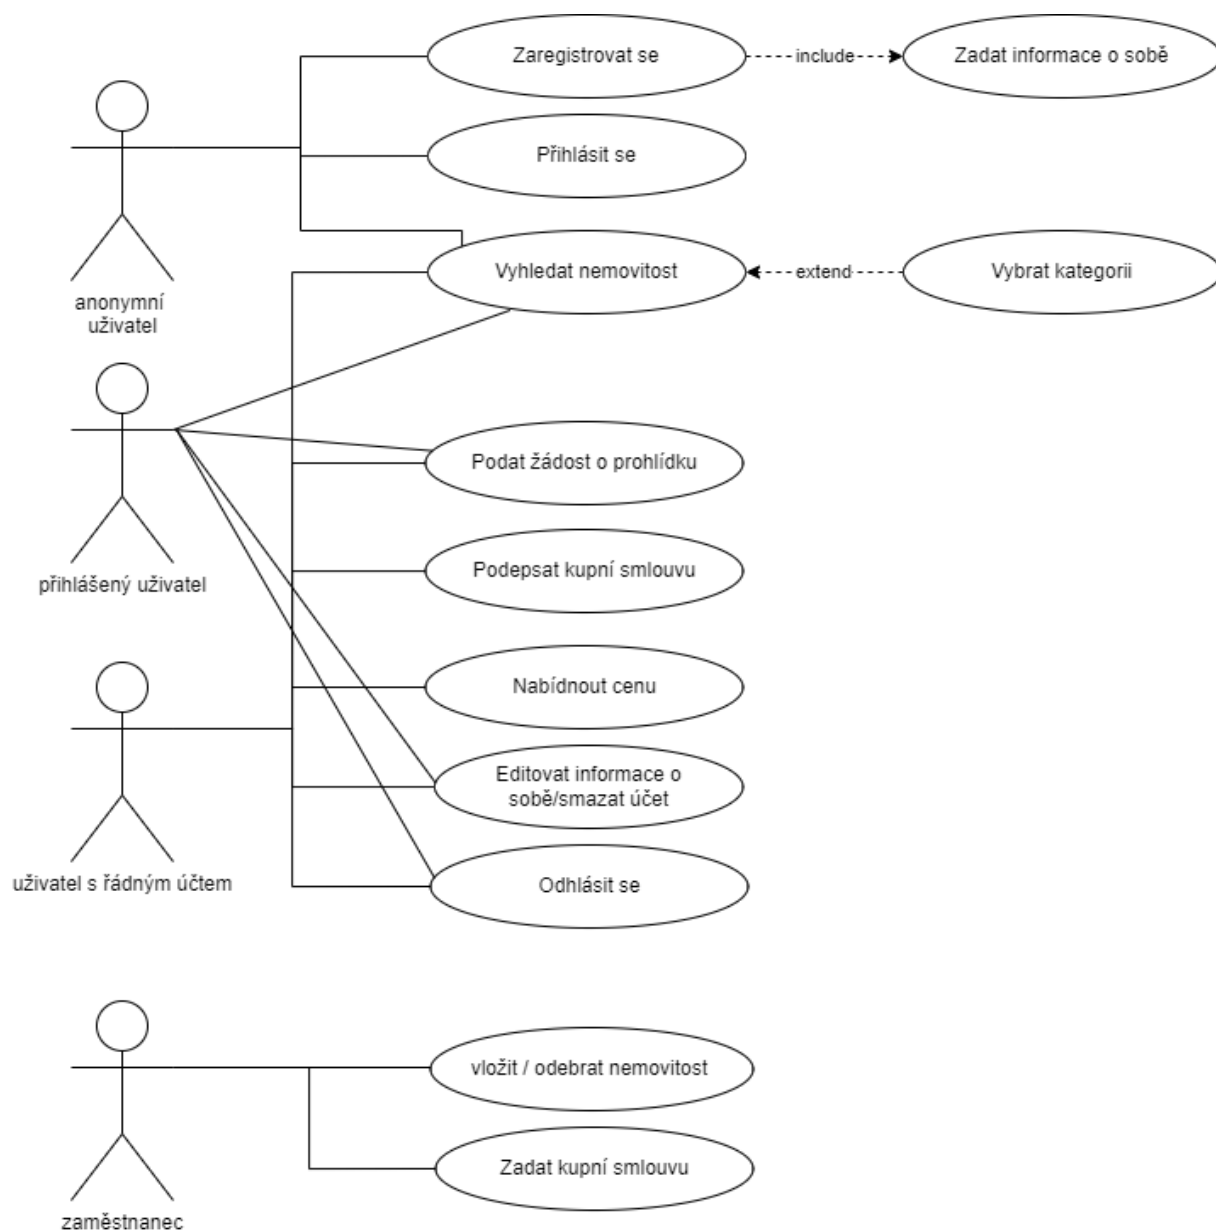 Zaregistrovat se
include
Zadat informace o sobě
Přihlásit se
Vyhledat nemovitost
extend
Vybrat kategorii
anonymní
uživatel
Podat žádost o prohlídku
Podepsat kupní smlouvu
přihlášený uživatel
Nabídnout cenu
Editovat informace o
sobě/smazat účet
uživatel s řádným účtem
Odhlásit se
vložit / odebrat nemovitost
Zadat kupní smlouvu
zaměstnanec